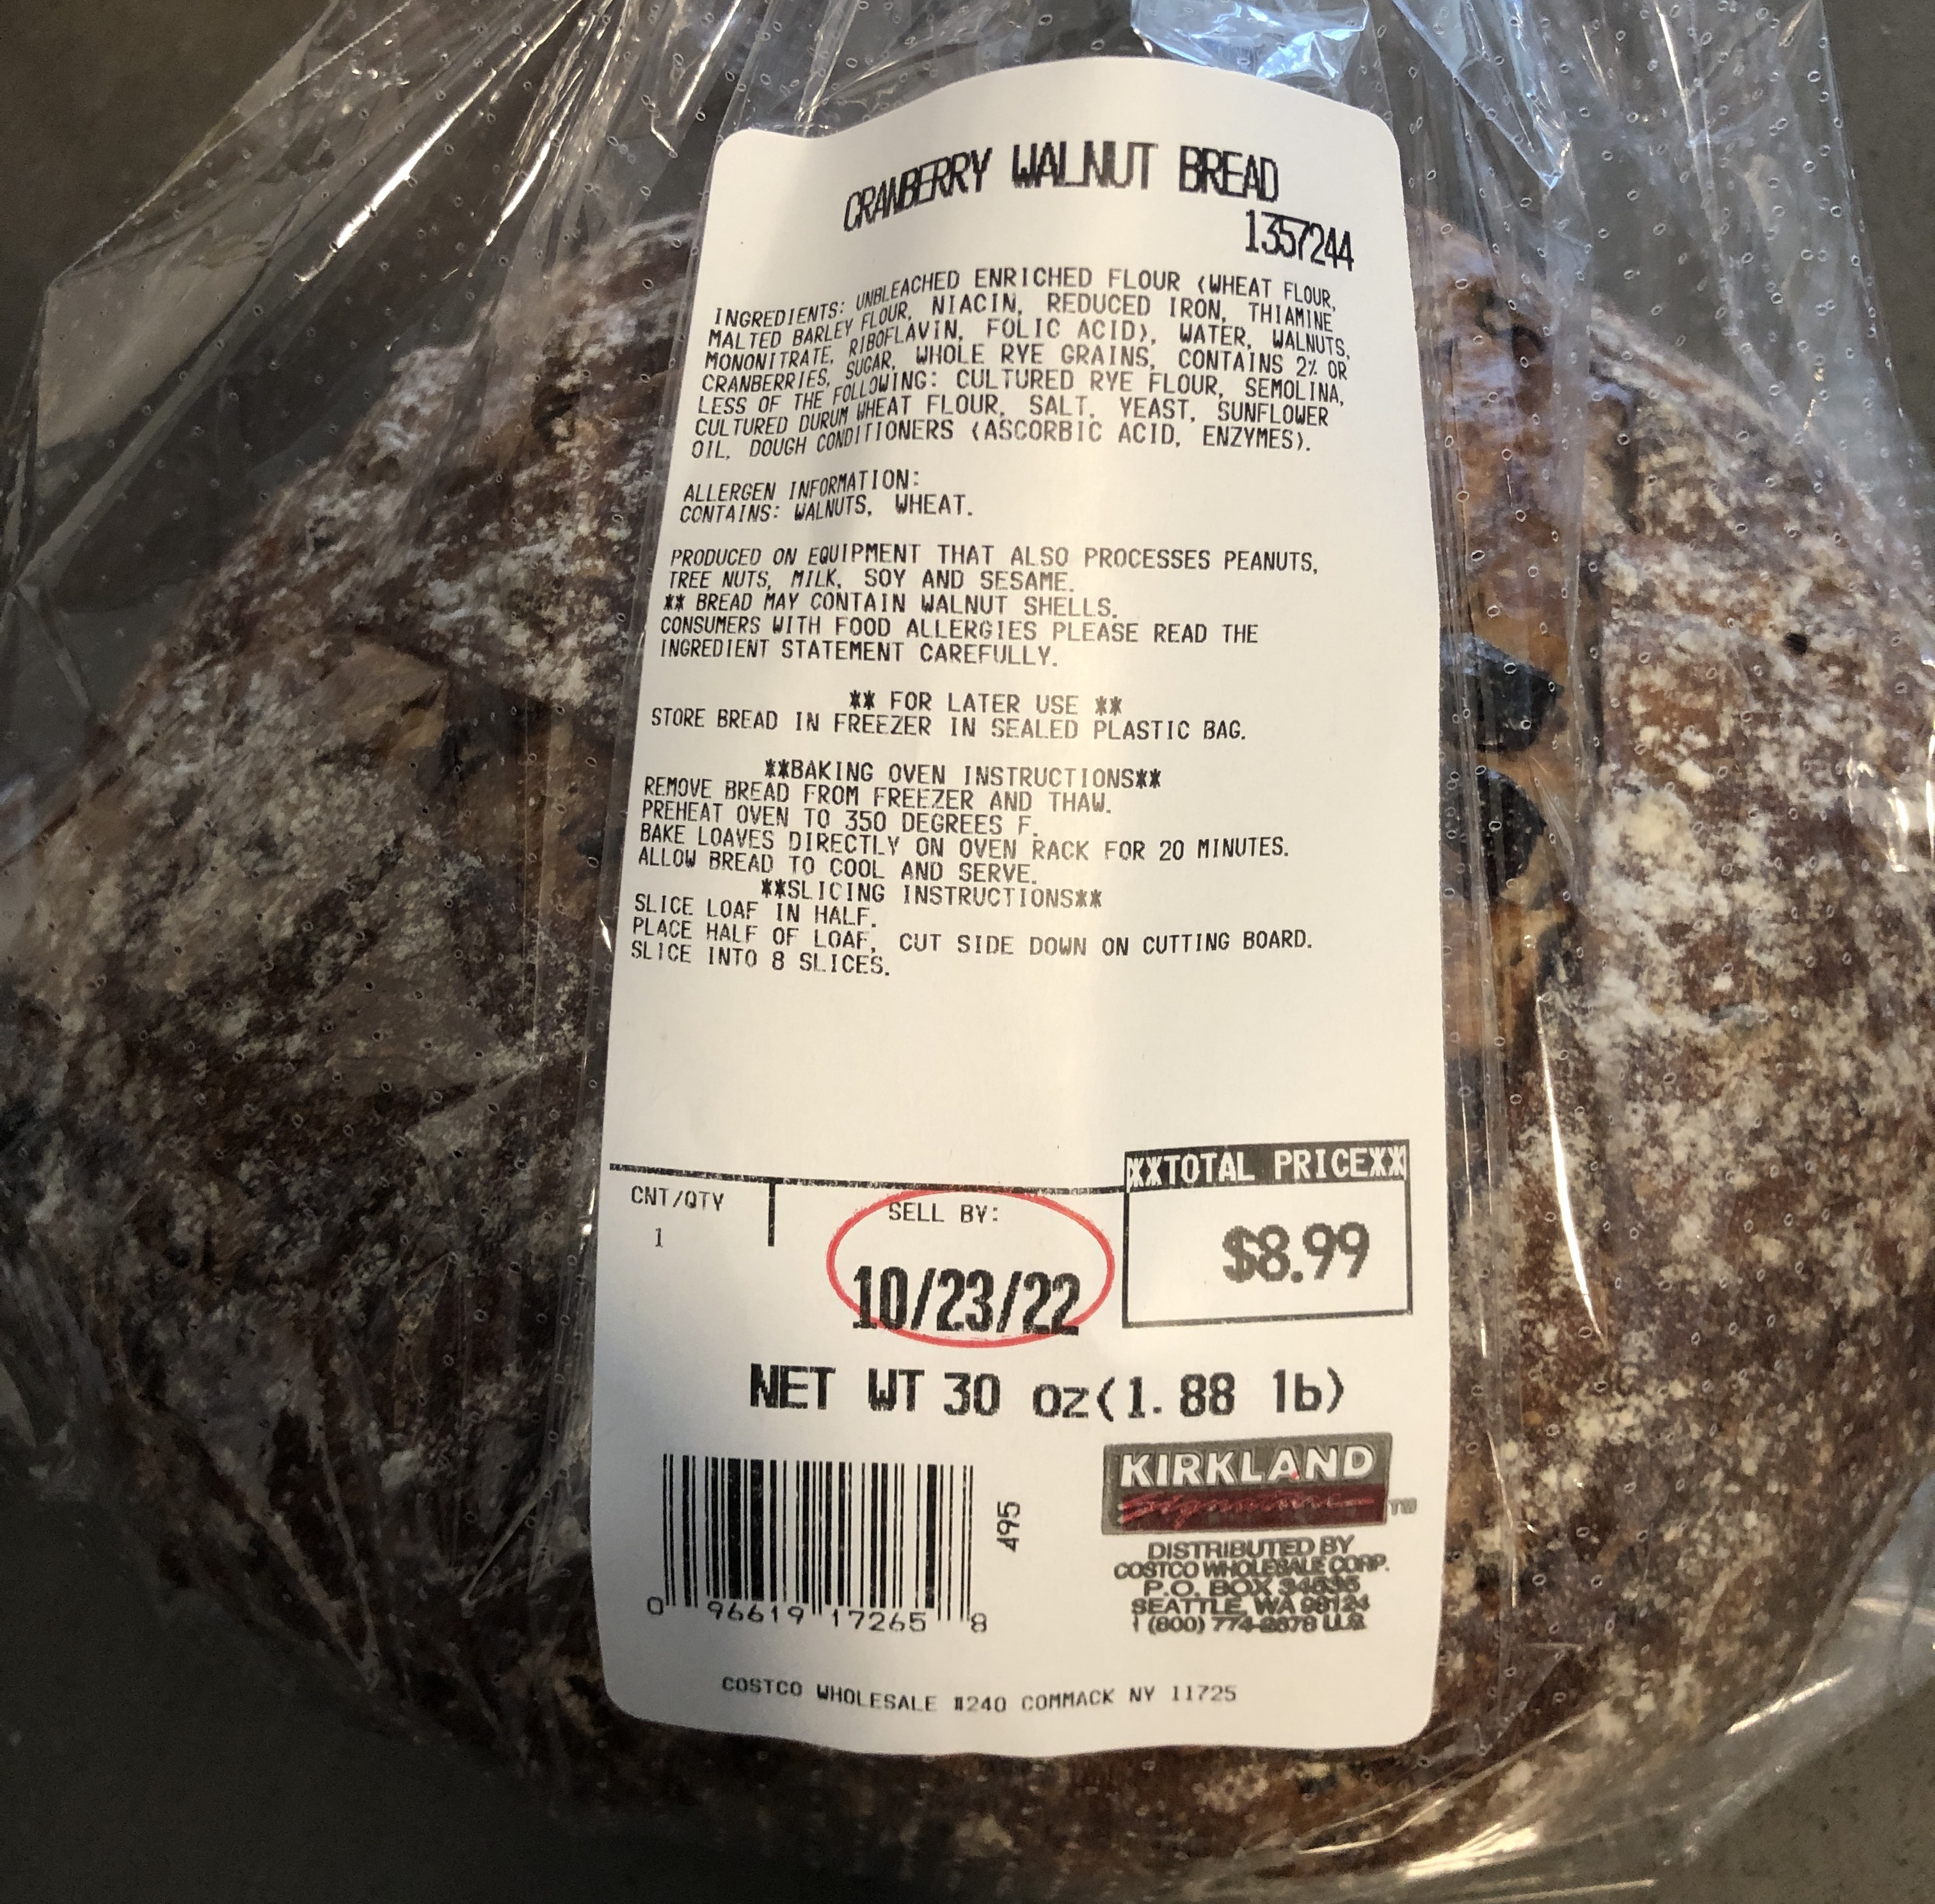 CRANBERRY WALNUT BREAD
1357244
INGREDIENTS: UNBLEACHED ENRICHED FLOUR (WHEAT FLOUR,
MALTED BARLEY FLOUR, NIACIN, REDUCED IRON, THIAMINE
MONONITRATE, RIBOFLAVIN, FOLIC ACID), WATER, WALNUTS,
CRANBERRIES, SUGAR, WHOLE RYE GRAINS, CONTAINS 2% OR
LESS OF THE FOLLOWING: CULTURED RYE FLOUR, SEMOLINA,
CULTURED DURUM WHEAT FLOUR, SALT, YEAST, SUNFLOWER
OIL, DOUGH CONDITIONERS (ASCORBIC ACID, ENZYMES).
ALLERGEN INFORMATION:
CONTAINS: WALNUTS, WHEAT.
PRODUCED ON EQUIPMENT THAT ALSO PROCESSES PEANUTS,
TREE NUTS, MILK, SOY AND SESAME.
** BREAD MAY CONTAIN WALNUT SHELLS.
CONSUMERS WITH FOOD ALLERGIES PLEASE READ THE
INGREDIENT STATEMENT CAREFULLY.
** FOR LATER USE **
STORE BREAD IN FREEZER IN SEALED PLASTIC BAG.
**BAKING OVEN INSTRUCTIONS**
REMOVE BREAD FROM FREEZER AND THAW.
PREHEAT OVEN TO 350 DEGREES F.
BAKE LOAVES DIRECTLY ON OVEN RACK FOR 20 MINUTES.
ALLOW BREAD TO COOL AND SERVE.
**SLICING INSTRUCTIONS**
SLICE LOAF IN HALF.
PLACE HALF OF LOAF, CUT SIDE DOWN ON CUTTING BOARD.
SLICE INTO 8 SLICES.
**TOTAL PRICE**
CNT/QTY
1
SELL BY:
10/23/22
$8.99
NET WT 30 oz(1.88 lb)
495
0 96619 17265 8
KIRKLAND
Signature TM
DISTRIBUTED BY
COSTCO WHOLESALE CORP.
P.O. BOX 34535
SEATTLE, WA 98124
1 (800) 774-2678 U.S.
COSTCO WHOLESALE #240 COMMACK NY 11725